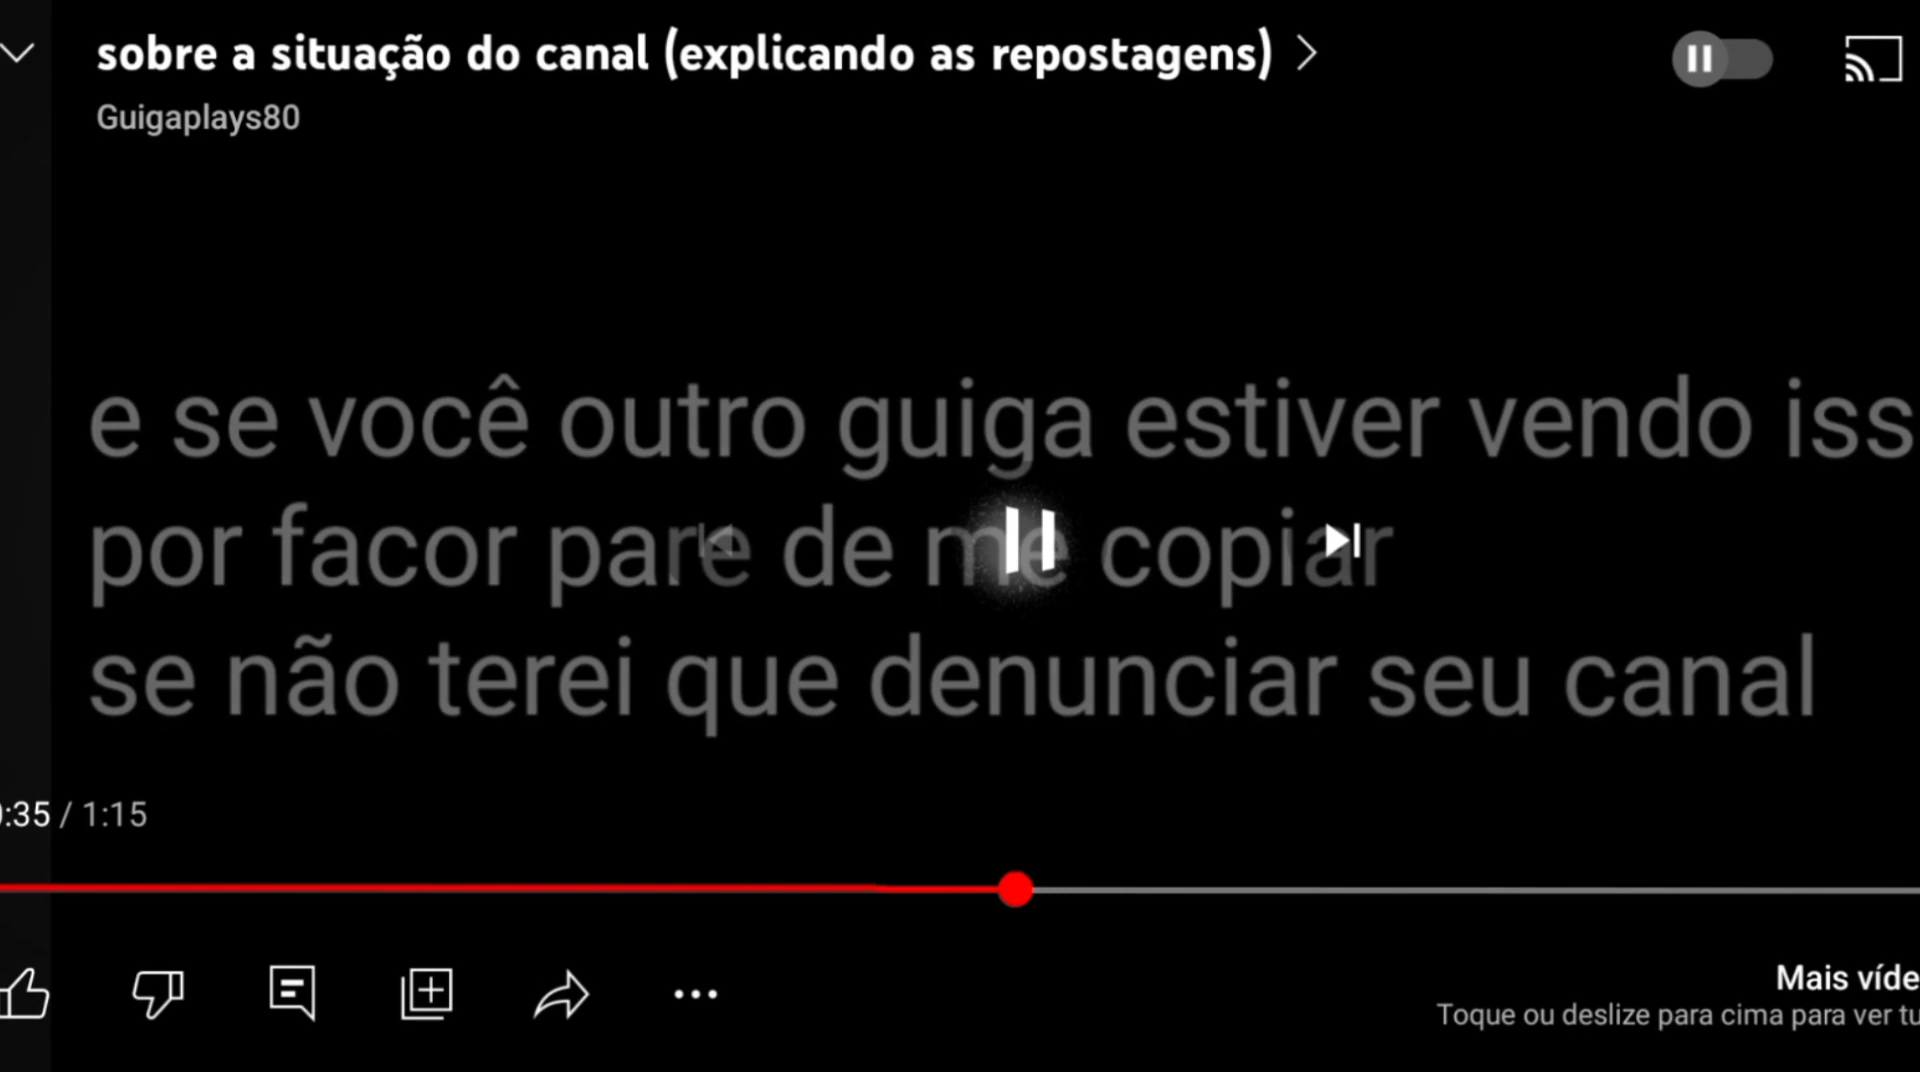 sobre a situação do canal (explicando as repostagens)
Guigaplays80
e se você outro guiga estiver vendo iss
por facor pare de me copiar
se não terei que denunciar seu canal
0:35 / 1:15
Mais víde
Toque ou deslize para cima para ver tu